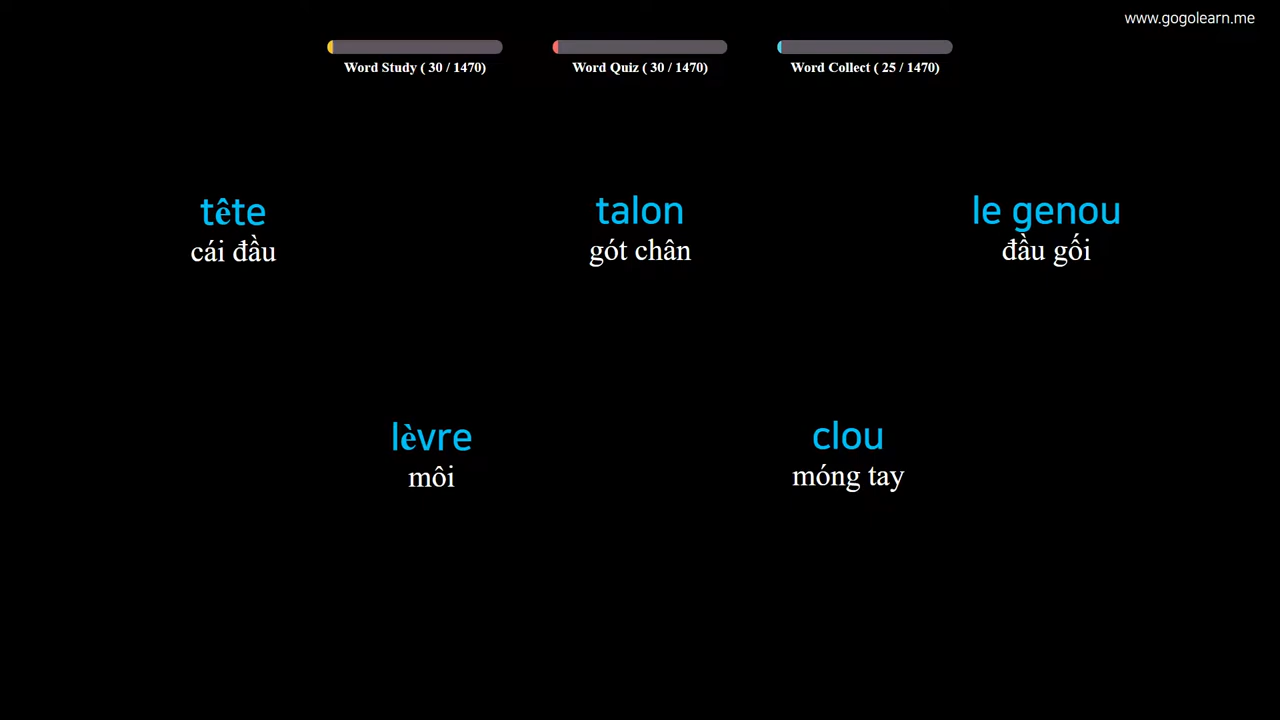 www.gogolearn.me
Word Study ( 30 / 1470)
Word Quiz ( 30 / 1470)
Word Collect ( 25 / 1470)
tête
cái đầu
talon
gót chân
le genou
đầu gối
lèvre
môi
clou
móng tay